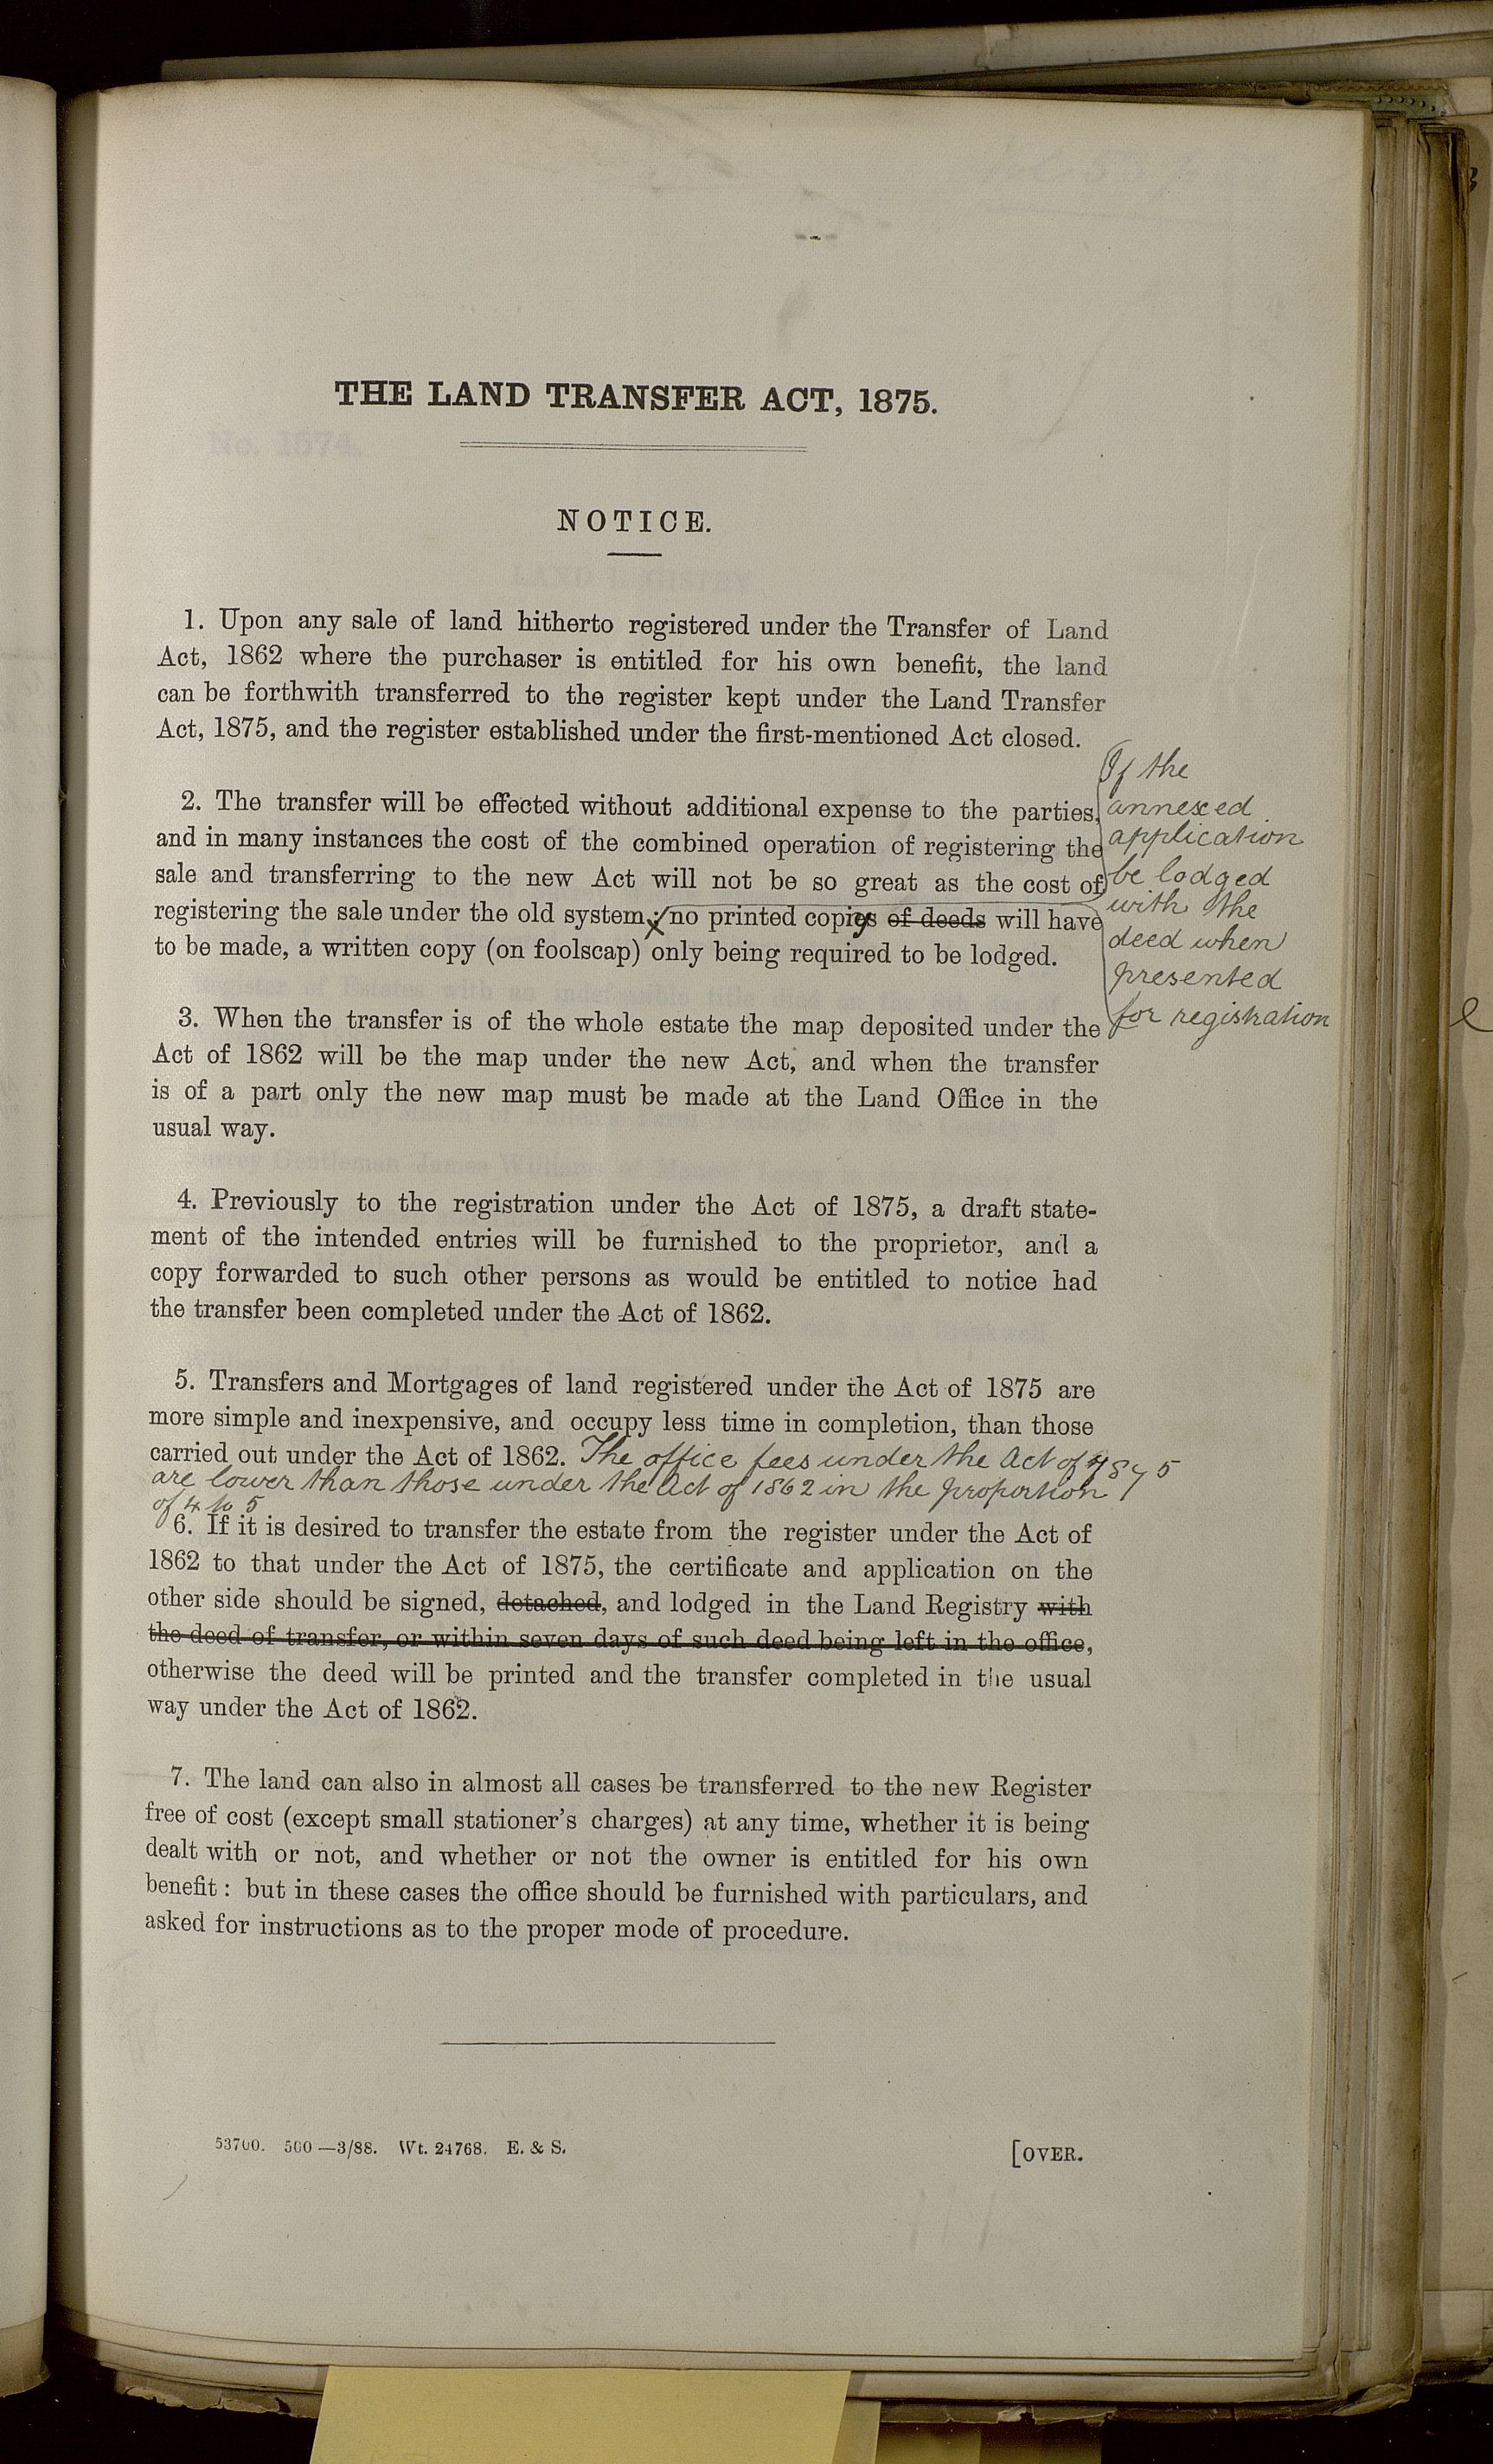 THE LAND TRANSFER ACT, 1875.
NOTICE.
1. Upon any sale of land hitherto registered under the Transfer of Land
Act, 1862 where the purchaser is entitled for his own benefit, the land
can be forthwith transferred to the register kept under the Land Transfer
Act, 1875, and the register established under the first-mentioned Act closed.
2. The transfer will be effected without additional expense to the parties,
and in many instances the cost of the combined operation of registering the
sale and transferring to the new Act will not be so great as the cost of
registering the sale under the old system; no printed copies of deeds will have
to be made, a written copy (on foolscap) only being required to be lodged.
If the
annexed
application
be lodged
with the
deed when
presented
for registration
3. When the transfer is of the whole estate the map deposited under the
Act of 1862 will be the map under the new Act, and when the transfer
is of a part only the new map must be made at the Land Office in the
usual way.
4. Previously to the registration under the Act of 1875, a draft state-
ment of the intended entries will be furnished to the proprietor, and a
copy forwarded to such other persons as would be entitled to notice had
the transfer been completed under the Act of 1862.
5. Transfers and Mortgages of land registered under the Act of 1875 are
more simple and inexpensive, and occupy less time in completion, than those
carried out under the Act of 1862. The office fees under the Act of 1875
are lower than those under the Act of 1862 in the proportion
of 4 to 5
6. If it is desired to transfer the estate from the register under the Act of
1862 to that under the Act of 1875, the certificate and application on the
other side should be signed, detached, and lodged in the Land Registry with
the deed of transfer, or within seven days of such deed being left in the office,
otherwise the deed will be printed and the transfer completed in the usual
way under the Act of 1862.
7. The land can also in almost all cases be transferred to the new Register
free of cost (except small stationer's charges) at any time, whether it is being
dealt with or not, and whether or not the owner is entitled for his own
benefit: but in these cases the office should be furnished with particulars, and
asked for instructions as to the proper mode of procedure.
53700. 500—3/88. Wt. 24768. E. & S.
[OVER.